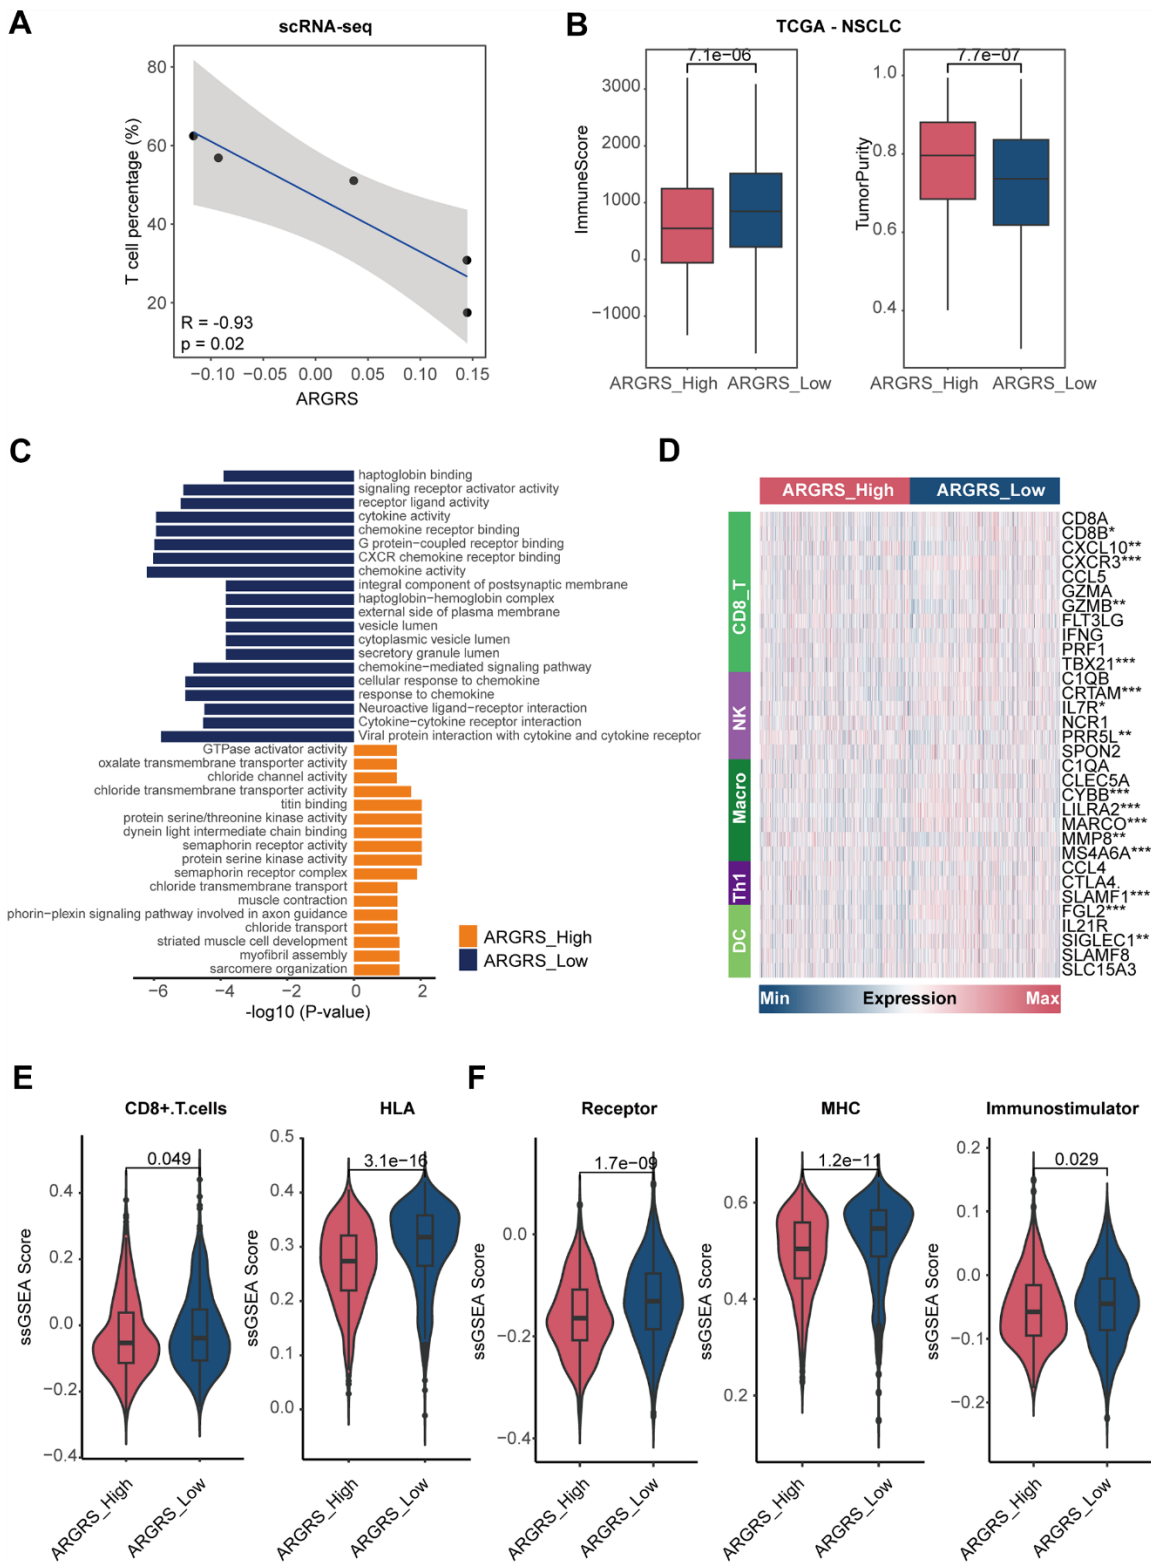 A
scRNA-seq
T cell percentage (%)
80
60
40
20
R = -0.93
p = 0.02
−0.10 −0.05 0.00 0.05 0.10 0.15
ARGRS
B
TCGA - NSCLC
ImmuneScore
7.1e−06
3000
2000
1000
0
−1000
ARGRS_High ARGRS_Low
TumorPurity
7.7e−07
1.0
0.8
0.6
0.4
ARGRS_High ARGRS_Low
C
haptoglobin binding
signaling receptor activator activity
receptor ligand activity
cytokine activity
chemokine receptor binding
G protein−coupled receptor binding
CXCR chemokine receptor binding
chemokine activity
integral component of postsynaptic membrane
haptoglobin−hemoglobin complex
external side of plasma membrane
vesicle lumen
cytoplasmic vesicle lumen
secretory granule lumen
chemokine−mediated signaling pathway
cellular response to chemokine
response to chemokine
Neuroactive ligand−receptor interaction
Cytokine−cytokine receptor interaction
Viral protein interaction with cytokine and cytokine receptor
GTPase activator activity
oxalate transmembrane transporter activity
chloride channel activity
chloride transmembrane transporter activity
titin binding
protein serine/threonine kinase activity
dynein light intermediate chain binding
semaphorin receptor activity
protein serine kinase activity
semaphorin receptor complex
chloride transmembrane transport
muscle contraction
phorin−plexin signaling pathway involved in axon guidance
chloride transport
striated muscle cell development
myofibril assembly
sarcomere organization
ARGRS_High
ARGRS_Low
−6 −4 −2 0 2
-log10 (P-value)
D
ARGRS_High ARGRS_Low
CD8_T
NK
Macro
Th1
DC
CD8A
CD8B*
CXCL10**
CXCR3***
CCL5
GZMA
GZMB**
FLT3LG
IFNG
PRF1
TBX21***
C1QB
CRTAM***
IL7R*
NCR1
PRR5L**
SPON2
C1QA
CLEC5A
CYBB***
LILRA2***
MARCO***
MMP8**
MS4A6A***
CCL4
CTLA4.
SLAMF1***
FGL2***
IL21R
SIGLEC1**
SLAMF8
SLC15A3
Min Expression Max
E
CD8+.T.cells
ssGSEA Score
0.049
0.4
0.2
0.0
−0.2
−0.4
ARGRS_High
ARGRS_Low
HLA
ssGSEA Score
3.1e−16
0.5
0.4
0.3
0.2
0.1
0.0
ARGRS_High
ARGRS_Low
F
Receptor
ssGSEA Score
1.7e−09
0.0
−0.2
−0.4
ARGRS_High
ARGRS_Low
MHC
ssGSEA Score
1.2e−11
0.6
0.4
0.2
ARGRS_High
ARGRS_Low
Immunostimulator
ssGSEA Score
0.029
0.2
0.1
0.0
−0.1
−0.2
ARGRS_High
ARGRS_Low